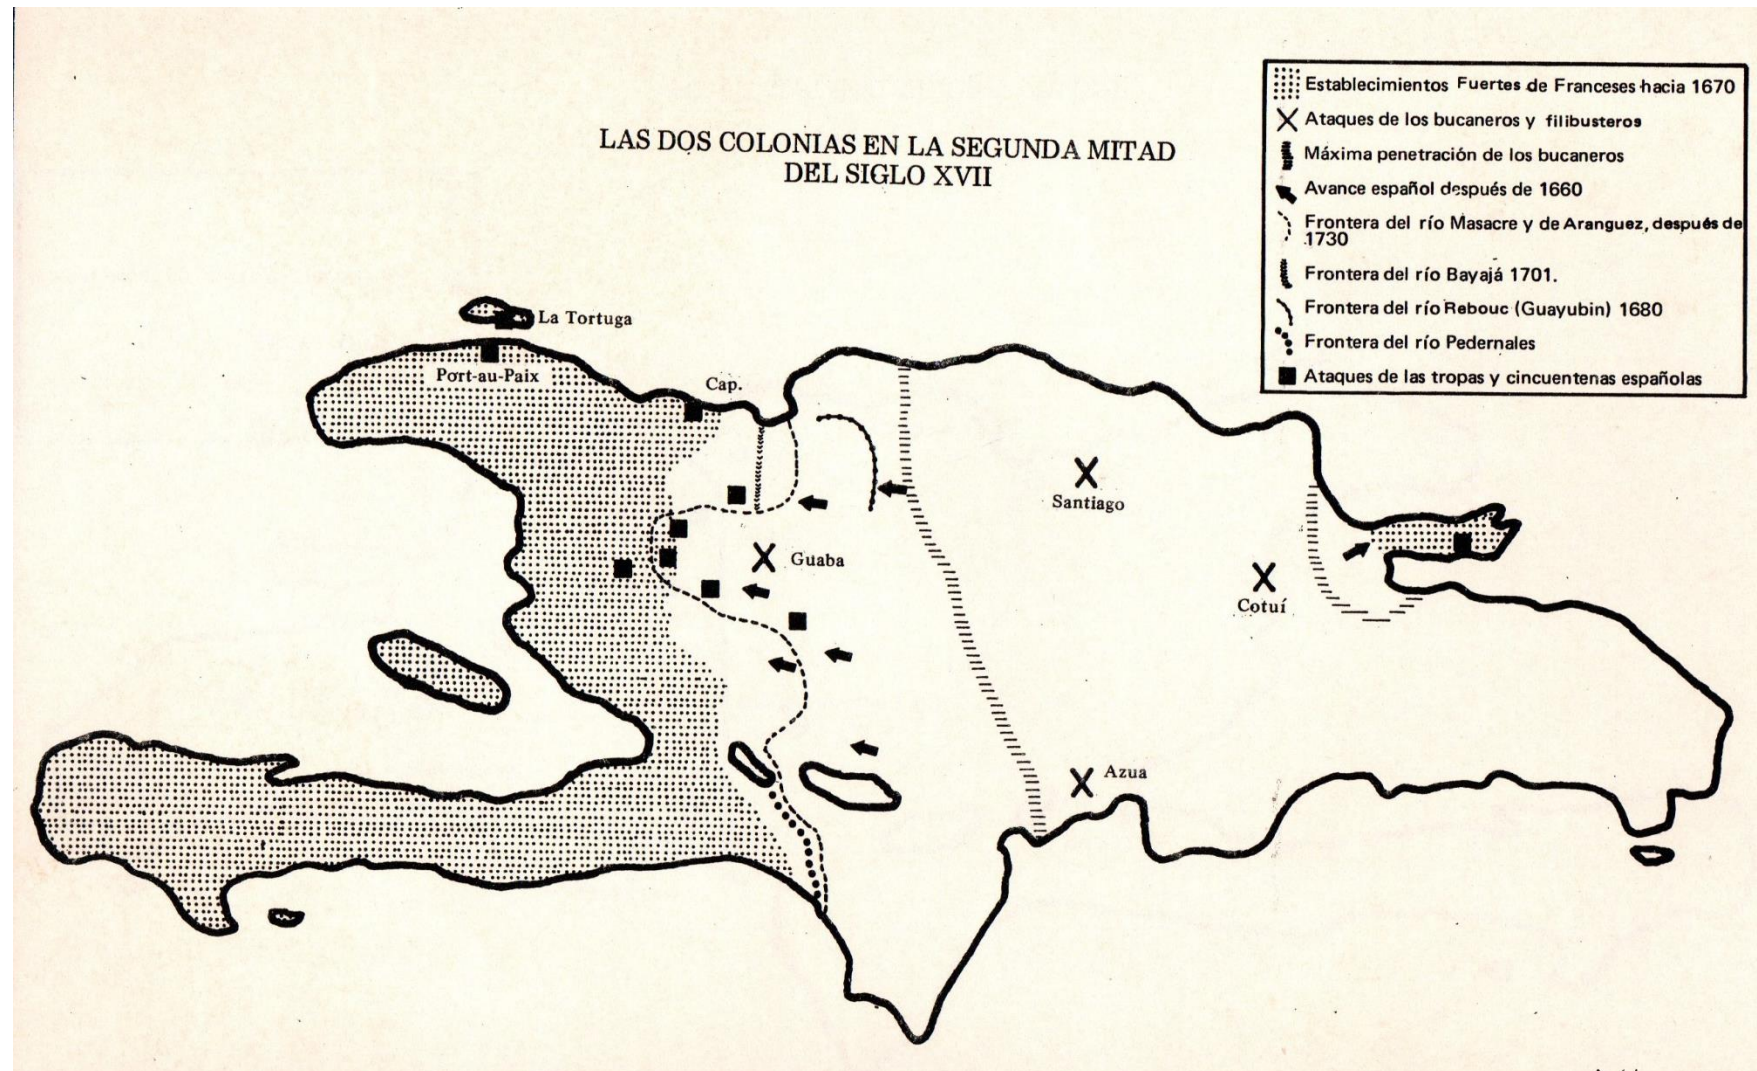 LAS DOS COLONIAS EN LA SEGUNDA MITAD
DEL SIGLO XVII
Establecimientos Fuertes de Franceses hacia 1670
Ataques de los bucaneros y filibusteros
Máxima penetración de los bucaneros
Avance español después de 1660
Frontera del río Masacre y de Aranguez, después de
1730
Frontera del río Bayajá 1701.
Frontera del río Rebouc (Guayubin) 1680
Frontera del río Pedernales
Ataques de las tropas y cincuentenas españolas
La Tortuga
Port-au-Paix
Cap.
Santiago
Guaba
Cotuí
Azua